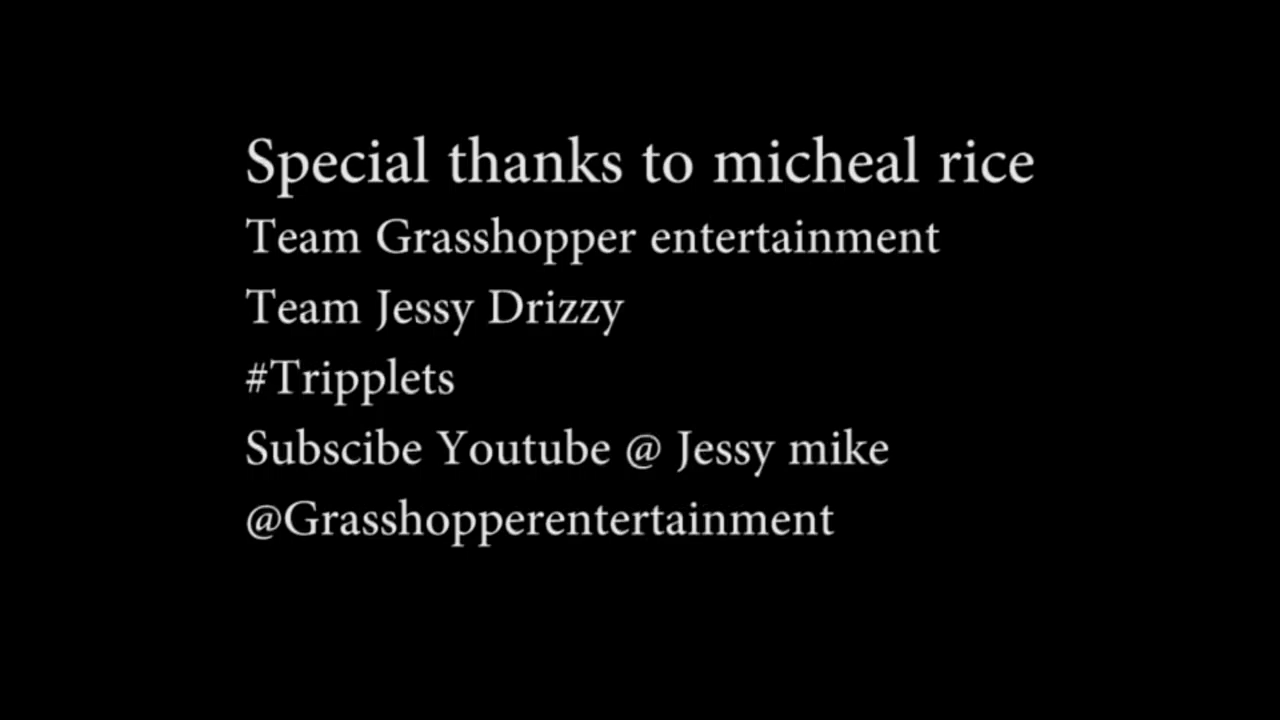 Special thanks to micheal rice
Team Grasshopper entertainment
Team Jessy Drizzy
#Tripplets
Subscibe Youtube @ Jessy mike
@Grasshopperentertainment